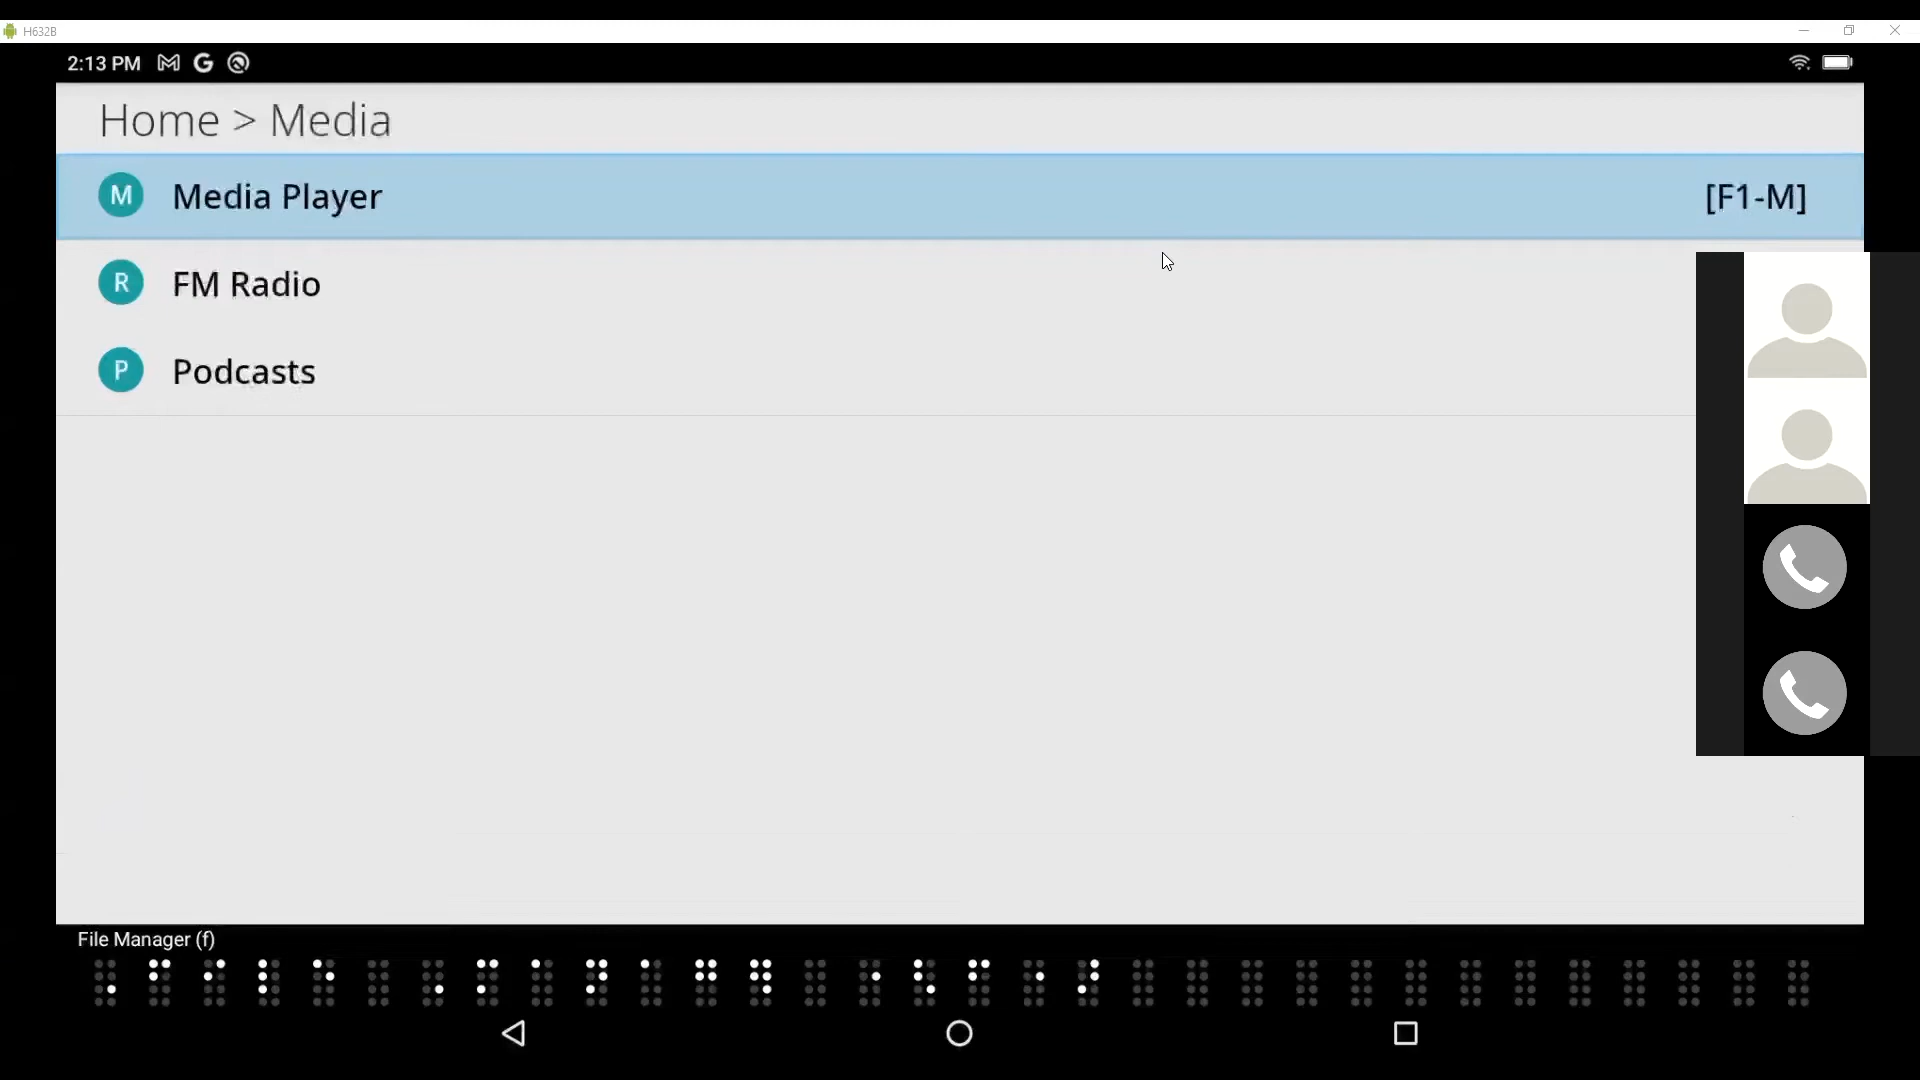 H632B
2:13 PM
Home > Media
M Media Player [F1-M]
R FM Radio
P Podcasts
File Manager (f)